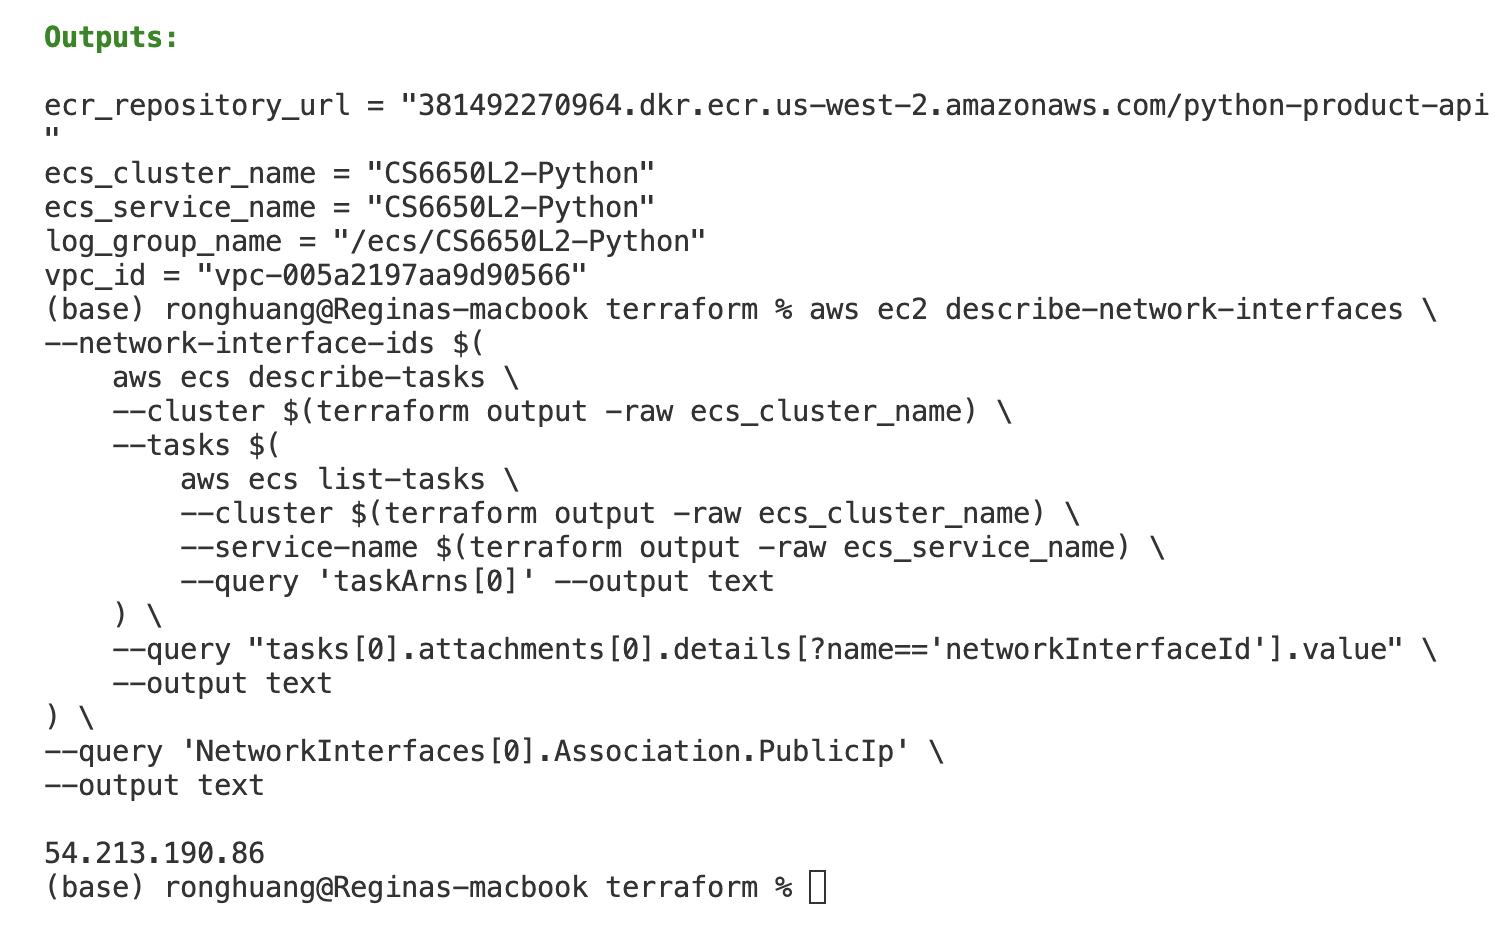 Outputs:
ecr_repository_url = "381492270964.dkr.ecr.us-west-2.amazonaws.com/python-product-api
"
ecs_cluster_name = "CS6650L2-Python"
ecs_service_name = "CS6650L2-Python"
log_group_name = "/ecs/CS6650L2-Python"
vpc_id = "vpc-005a2197aa9d90566"
(base) ronghuang@Reginas-macbook terraform % aws ec2 describe-network-interfaces \
--network-interface-ids $(
    aws ecs describe-tasks \
    --cluster $(terraform output -raw ecs_cluster_name) \
    --tasks $(
        aws ecs list-tasks \
        --cluster $(terraform output -raw ecs_cluster_name) \
        --service-name $(terraform output -raw ecs_service_name) \
        --query 'taskArns[0]' --output text
    ) \
    --query "tasks[0].attachments[0].details[?name=='networkInterfaceId'].value" \
    --output text
) \
--query 'NetworkInterfaces[0].Association.PublicIp' \
--output text
54.213.190.86
(base) ronghuang@Reginas-macbook terraform %